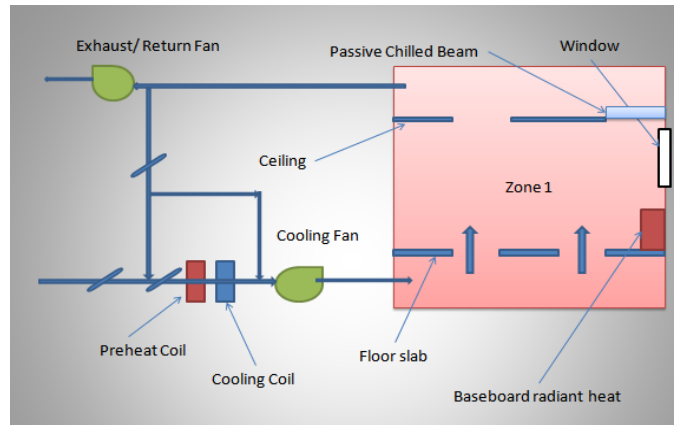 Exhaust/ Return Fan
Passive Chilled Beam
Window
Ceiling
Zone 1
Cooling Fan
Preheat Coil
Cooling Coil
Floor slab
Baseboard radiant heat